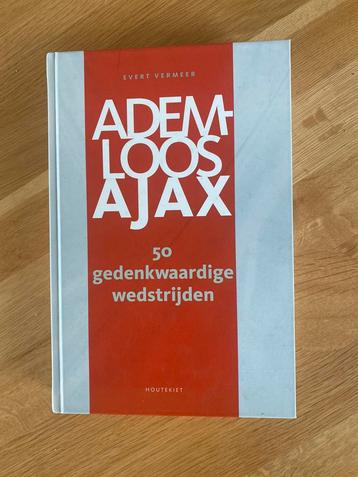 EVERT VERMEER
ADEM-
LOOS
AJAX
50
gedenkwaardige
wedstrijden
HOUTEKIET